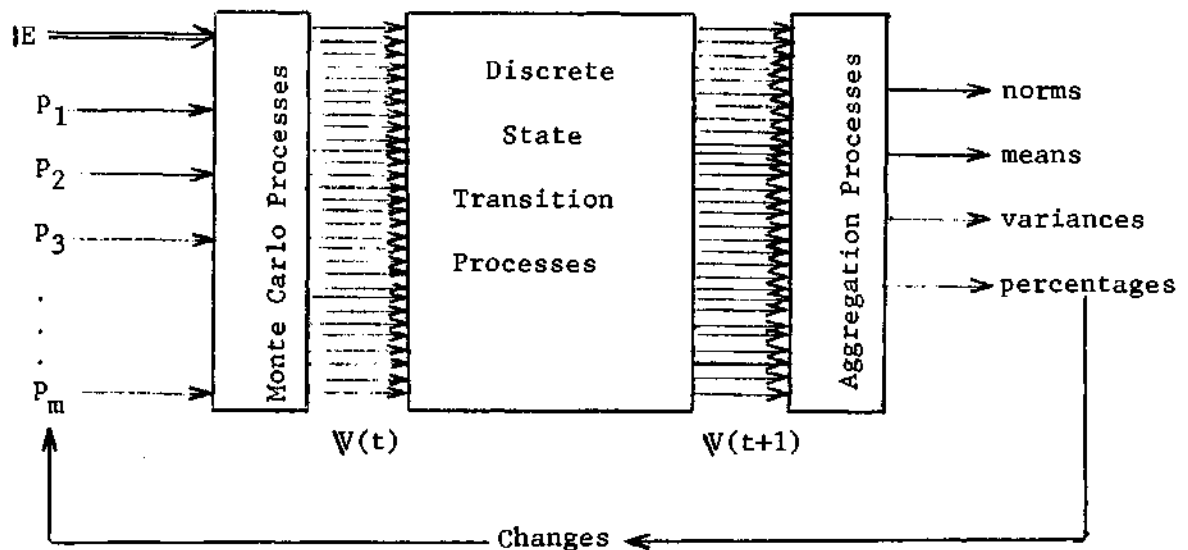 E
P1
P2
P3
.
.
.
Pm
Monte Carlo Processes
V(t)
Discrete
State
Transition
Processes
V(t+1)
Aggregation Processes
norms
means
variances
percentages
Changes